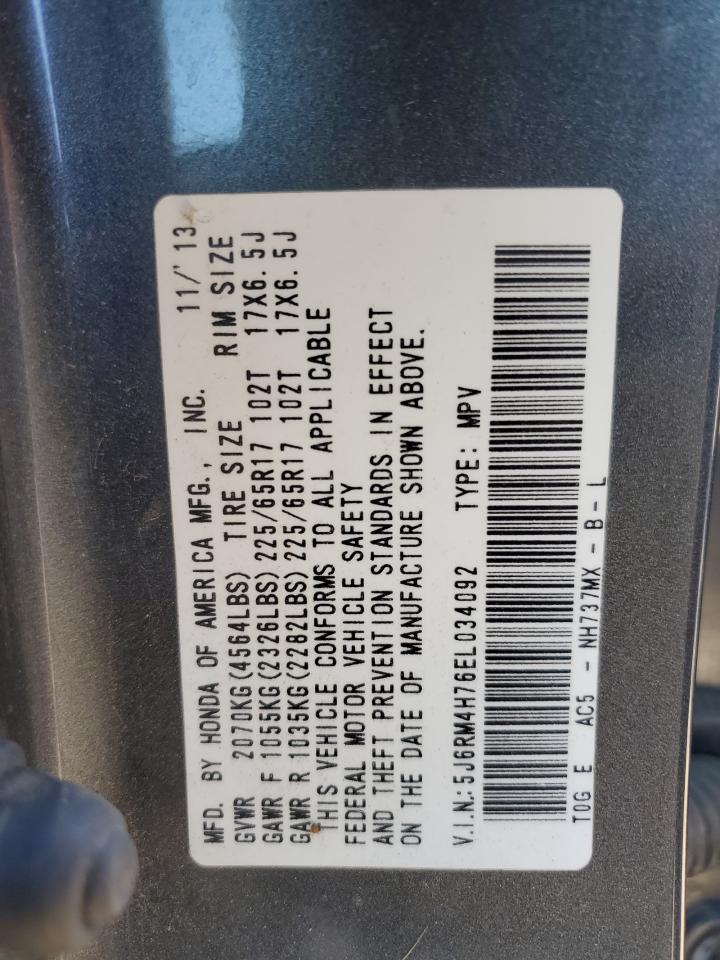 MFD. BY HONDA OF AMERICA MFG., INC. 11/'13
GVWR 2070KG(4564LBS) TIRE SIZE RIM SIZE
GAWR F 1055KG(2326LBS) 225/65R17 102T 17X6.5J
GAWR R 1035KG(2282LBS) 225/65R17 102T 17X6.5J
THIS VEHICLE CONFORMS TO ALL APPLICABLE
FEDERAL MOTOR VEHICLE SAFETY
AND THEFT PREVENTION STANDARDS IN EFFECT
ON THE DATE OF MANUFACTURE SHOWN ABOVE.
V.I.N.:5J6RM4H76EL034092 TYPE: MPV
T0G E AC5 - NH737MX - B - L